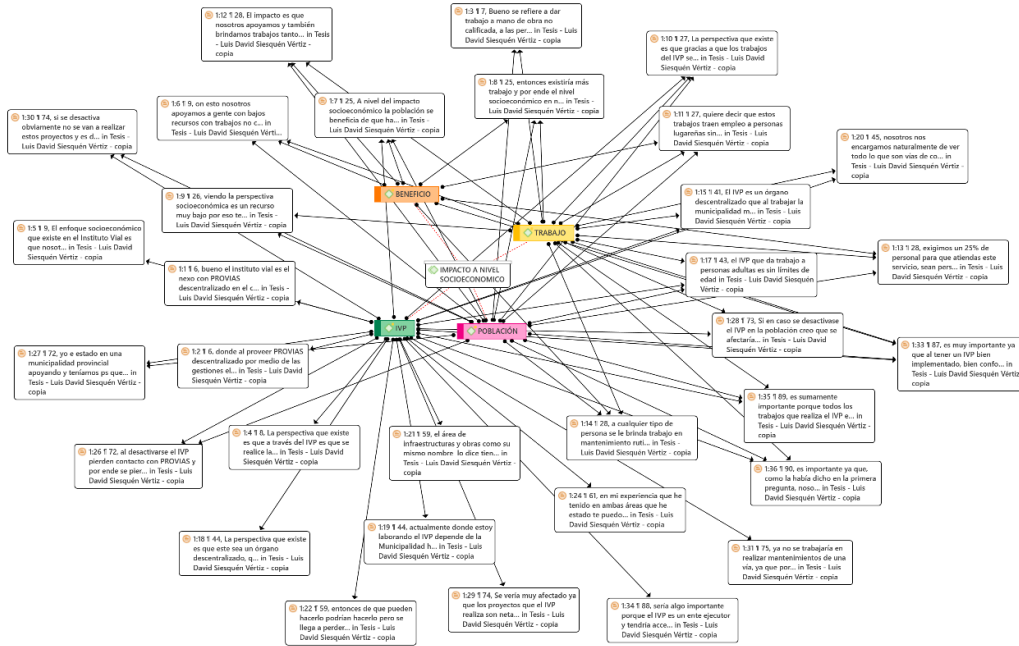 1:12 ¶ 28, El impacto es que
nosotros apoyamos y también
brindamos trabajos tanto... in Tesis
- Luis David Siesquén Vértiz -
copia
1:3 ¶ 7, Bueno se refiere a dar
trabajo a mano de obra no
calificada, a las per... in Tesis -
Luis David Siesquén Vértiz - copia
1:10 ¶ 27, La perspectiva que existe
es que gracias a que los trabajos
del IVP se... in Tesis - Luis David
Siesquén Vértiz - copia
1:8 ¶ 25, entonces existiría más
trabajo y por ende el nivel
socioeconómico en n... in Tesis -
Luis David Siesquén Vértiz - copia
1:6 ¶ 9, on esto nosotros
apoyamos a gente con bajos
recursos con trabajos no c... in
Tesis - Luis David Siesquén Vérti...
1:7 ¶ 25, A nivel del impacto
socioeconómico la población se
beneficia de que ha... in Tesis -
Luis David Siesquén Vértiz - copia
1:30 ¶ 74, si se desactiva
obviamente no se van a realizar
estos proyectos y es d... in Tesis -
Luis David Siesquén Vértiz - copia
1:11 ¶ 27, quiere decir que estos
trabajos traen empleo a personas
lugareñas sin... in Tesis - Luis
David Siesquén Vértiz - copia
1:20 ¶ 45, nosotros nos
encargamos naturalmente de ver
todo lo que son vías de co... in
Tesis - Luis David Siesquén Vértiz
- copia
1:9 ¶ 26, viendo la perspectiva
socioeconómica es un recurso
muy bajo por eso te... in Tesis -
Luis David Siesquén Vértiz - copia
BENEFICIO
1:15 ¶ 41, El IVP es un órgano
descentralizado que al trabajar la
municipalidad m... in Tesis - Luis
David Siesquén Vértiz - copia
1:5 ¶ 9, El enfoque socioeconómico
que existe en el Instituto Vial es
que nosot... in Tesis - Luis David
Siesquén Vértiz - copia
TRABAJO
1:13 ¶ 28, exigimos un 25% de
personal para que atiendas este
servicio, sean pers... in Tesis -
Luis David Siesquén Vértiz - copia
1:1 ¶ 6, bueno el instituto vial es el
nexo con PROVIAS
descentralizado en el c... in Tesis -
Luis David Siesquén Vértiz - copia
IMPACTO A NIVEL
SOCIOECONOMICO
1:17 ¶ 43, el IVP que da trabajo a
personas adultas es sin límites de
edad in Tesis - Luis David
Siesquén Vértiz - copia
IVP
POBLACIÓN
1:28 ¶ 73, Si en caso se desactivase
el IVP en la población creo que se
afectaría... in Tesis - Luis David
Siesquén Vértiz - copia
1:33 ¶ 87, es muy importante ya
que al tener un IVP bien
implementado, bien confo... in
Tesis - Luis David Siesquén Vértiz
- copia
1:27 ¶ 72, yo e estado en una
municipalidad provincial
apoyando y teníamos ps que... in
Tesis - Luis David Siesquén Vértiz
- copia
1:2 ¶ 6, donde al proveer PROVIAS
descentralizado por medio de las
gestiones el... in Tesis - Luis David
Siesquén Vértiz - copia
1:35 ¶ 89, es sumamente
importante porque todos los
trabajos que realiza el IVP e... in
Tesis - Luis David Siesquén Vértiz
- copia
1:26 ¶ 72, al desactivarse el IVP
pierden contacto con PROVIAS y
por ende se pier... in Tesis - Luis
David Siesquén Vértiz - copia
1:4 ¶ 8, La perspectiva que existe
es que a través del IVP es que se
realice la... in Tesis - Luis David
Siesquén Vértiz - copia
1:21 ¶ 59, el área de
infraestructuras y obras como su
mismo nombre lo dice tien... in
Tesis - Luis David Siesquén Vértiz -
copia
1:14 ¶ 28, a cualquier tipo de
persona se le brinda trabajo en
mantenimiento ruti... in Tesis -
Luis David Siesquén Vértiz - copia
1:36 ¶ 90, es importante ya que,
como la había dicho en la primera
pregunta, noso... in Tesis - Luis
David Siesquén Vértiz - copia
1:24 ¶ 61, en mi experiencia que he
tenido en ambas áreas que he
estado te puedo... in Tesis - Luis
David Siesquén Vértiz - copia
1:18 ¶ 44, La perspectiva que existe
es que este sea un órgano
descentralizado, q... in Tesis - Luis
David Siesquén Vértiz - copia
1:19 ¶ 44, actualmente donde estoy
laborando el IVP depende de la
Municipalidad h... in Tesis - Luis
David Siesquén Vértiz - copia
1:31 ¶ 75, ya no se trabajaría en
realizar mantenimientos de una
vía, ya que por... in Tesis - Luis
David Siesquén Vértiz - copia
1:22 ¶ 59, entonces de que pueden
hacerlo podrían hacerlo pero se
llega a perder... in Tesis - Luis
David Siesquén Vértiz - copia
1:29 ¶ 74, Se vería muy afectado ya
que los proyectos que el IVP
realiza son neta... in Tesis - Luis
David Siesquén Vértiz - copia
1:34 ¶ 88, sería algo importante
porque el IVP es un ente ejecutor
y tendría acce... in Tesis - Luis
David Siesquén Vértiz - copia